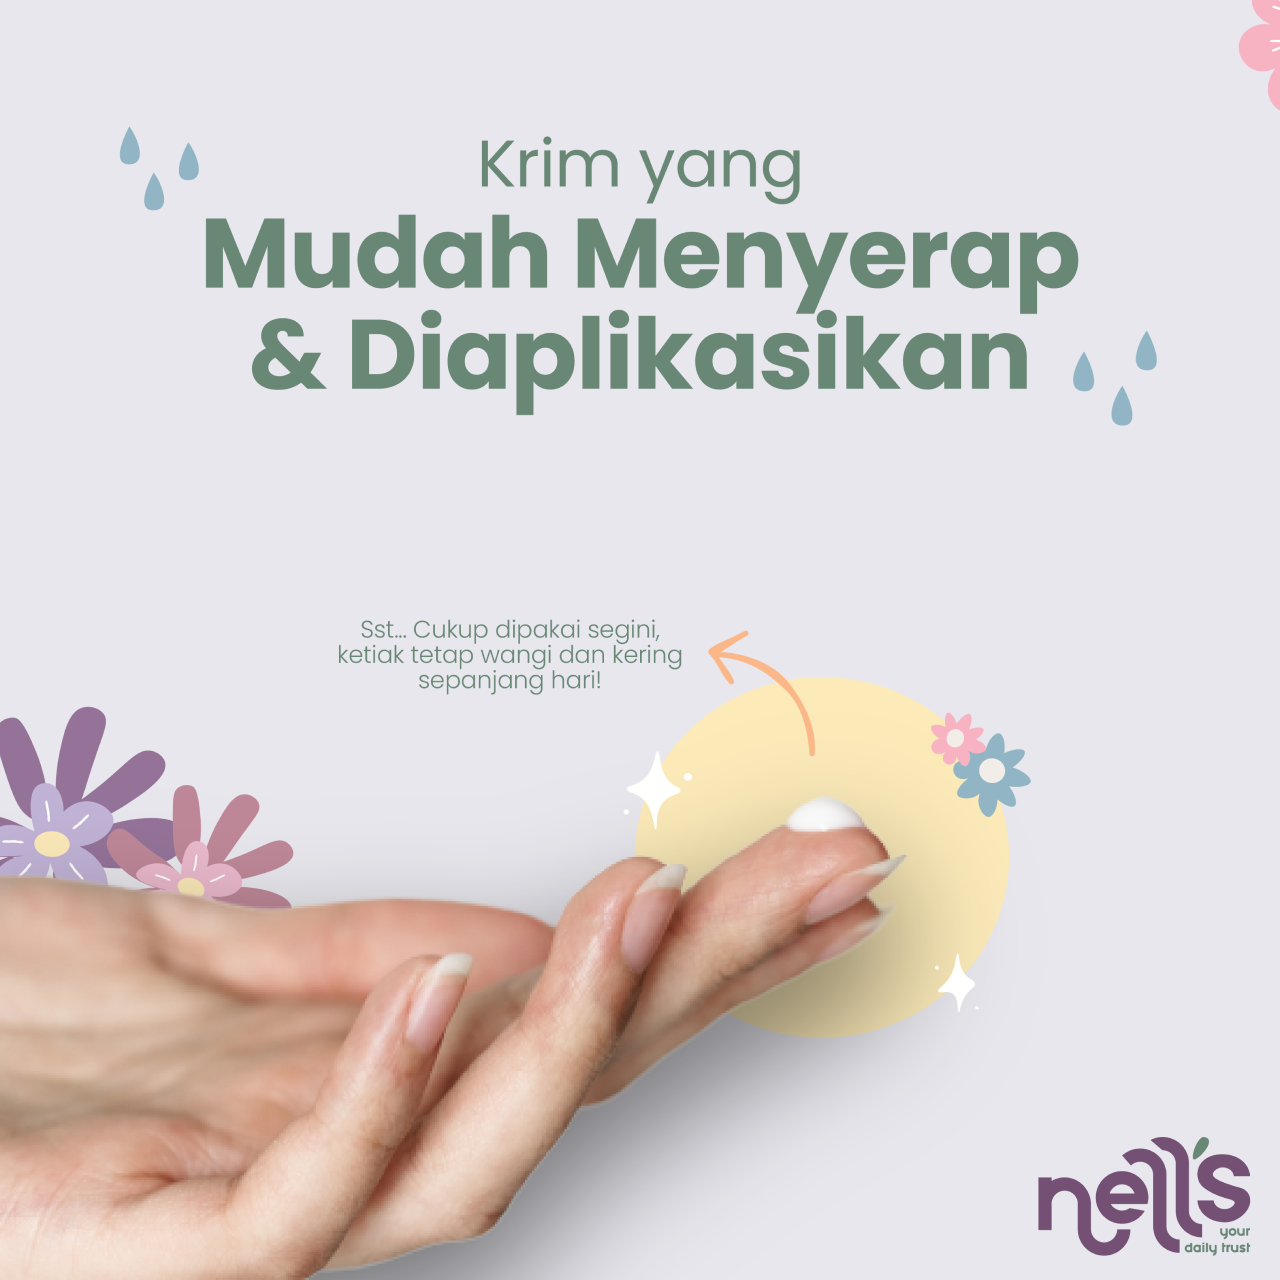 Krim yang
Mudah Menyerap
& Diaplikasikan
Sst... Cukup dipakai segini,
ketiak tetap wangi dan kering
sepanjang hari!
nell's
your
daily trust